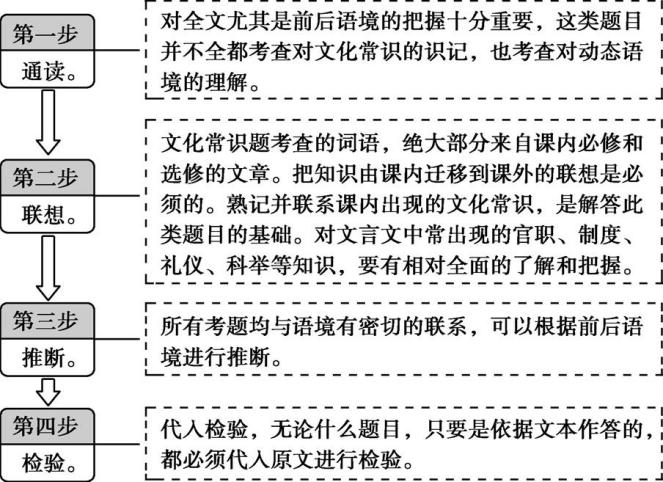 第一步
通读。
对全文尤其是前后语境的把握十分重要，这类题目
并不全都考查对文化常识的识记，也考查对动态语
境的理解。
第二步
联想。
文化常识题考查的词语，绝大部分来自课内必修和
选修的文章。把知识由课内迁移到课外的联想是必
须的。熟记并联系课内出现的文化常识，是解答此
类题目的基础。对文言文中常出现的官职、制度、
礼仪、科举等知识，要有相对全面的了解和把握。
第三步
推断。
所有考题均与语境有密切的联系，可以根据前后语
境进行推断。
第四步
检验。
代入检验，无论什么题目，只要是依据文本作答的，
都必须代入原文进行检验。